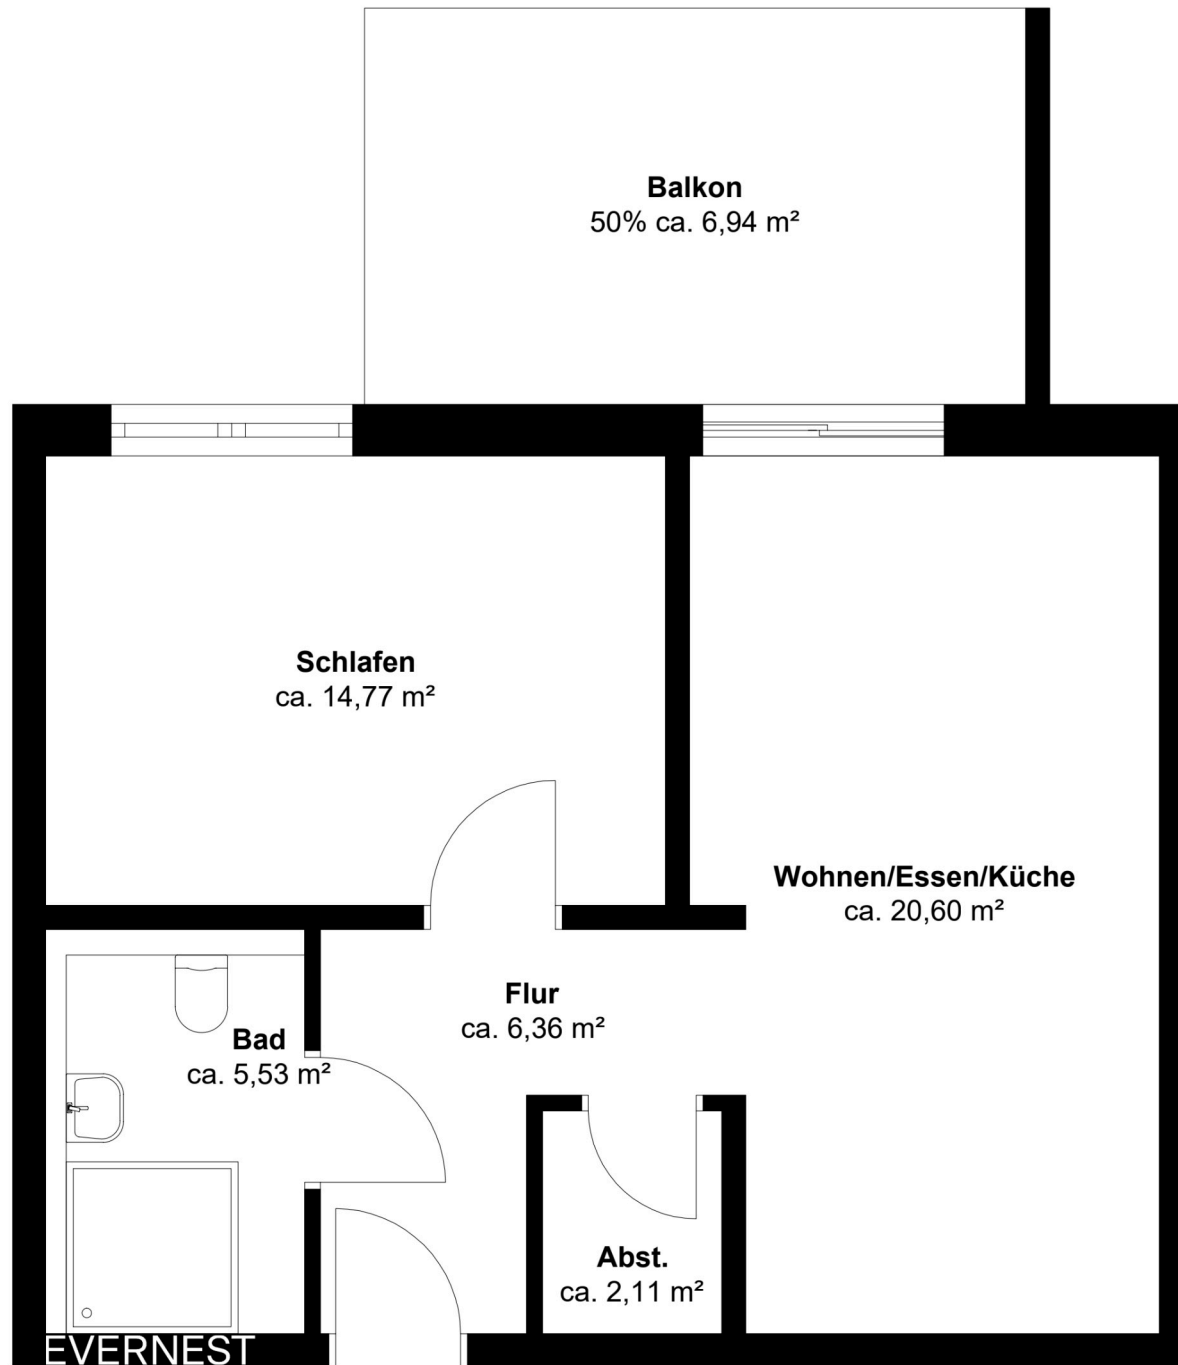 Balkon
50% ca. 6,94 m²
Schlafen
ca. 14,77 m²
Wohnen/Essen/Küche
ca. 20,60 m²
Flur
ca. 6,36 m²
Bad
ca. 5,53 m²
Abst.
ca. 2,11 m²
EVERNEST